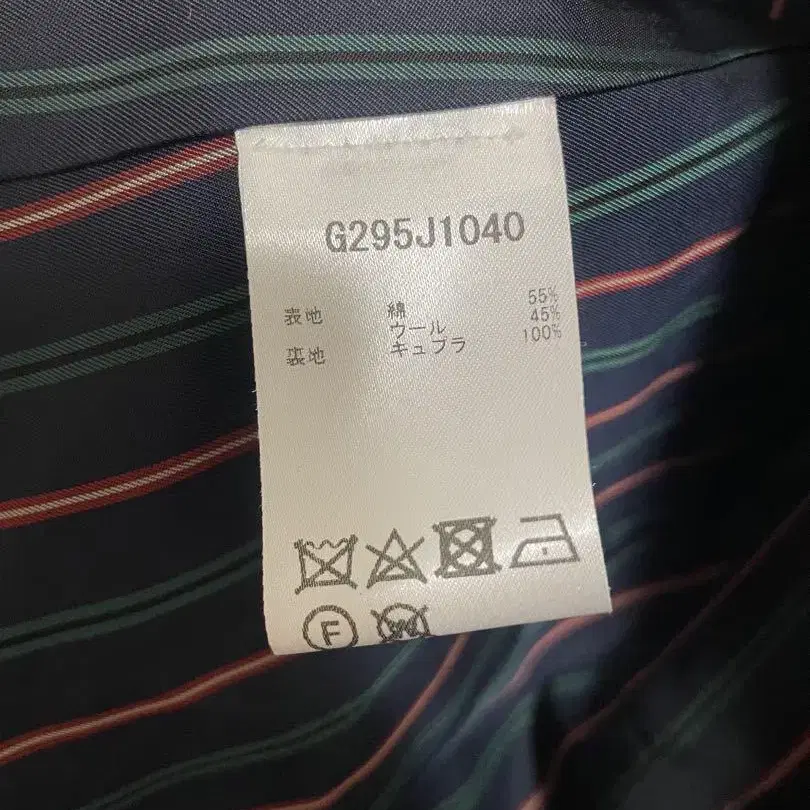 G295J1040
表地 綿 55%
ウール 45%
裏地 キュプラ 100%
F
W